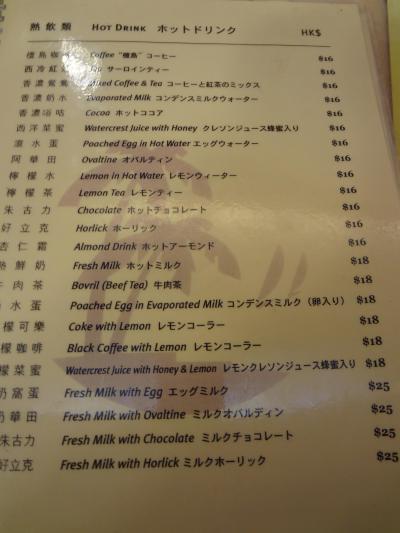 熱飲類 HOT DRINK ホットドリンク HK$
檀島咖 Coffee "檀島" コーヒー $16
西冷紅 Tea サーロインティー $16
香濃鴛鴦 Mixed Coffee & Tea コーヒーと紅茶のミックス $16
香濃奶水 Evaporated Milk コンデンスミルクウォーター $16
香濃唂咕 Cocoa ホットココア $16
西洋菜蜜 Watercrest Juice with Honey クレソンジュース蜂蜜入り $16
滾水蛋 Poached Egg in Hot Water エッグウォーター $16
阿華田 Ovaltine オバルティン $16
檸檬水 Lemon in Hot Water レモンウォーター $16
檸檬茶 Lemon Tea レモンティー $16
朱古力 Chocolate ホットチョコレート $16
好立克 Horlick ホーリック $16
杏仁霜 Almond Drink ホットアーモンド $16
熱鮮奶 Fresh Milk ホットミルク $18
牛肉茶 Bovril (Beef Tea) 牛肉茶 $18
水蛋 Poached Egg in Evaporated Milk コンデンスミルク（卵入り） $18
檬可樂 Coke with Lemon レモンコーラー $18
檬咖啡 Black Coffee with Lemon レモンコーラー $18
檬菜蜜 Watercrest Juice with Honey & Lemon レモンクレソンジュース蜂蜜入り $18
奶窩蛋 Fresh Milk with Egg エッグミルク $25
奶華田 Fresh Milk with Ovaltine ミルクオバルディン $25
朱古力 Fresh Milk with Chocolate ミルクチョコレート $25
好立克 Fresh Milk with Horlick ミルクホーリック $25